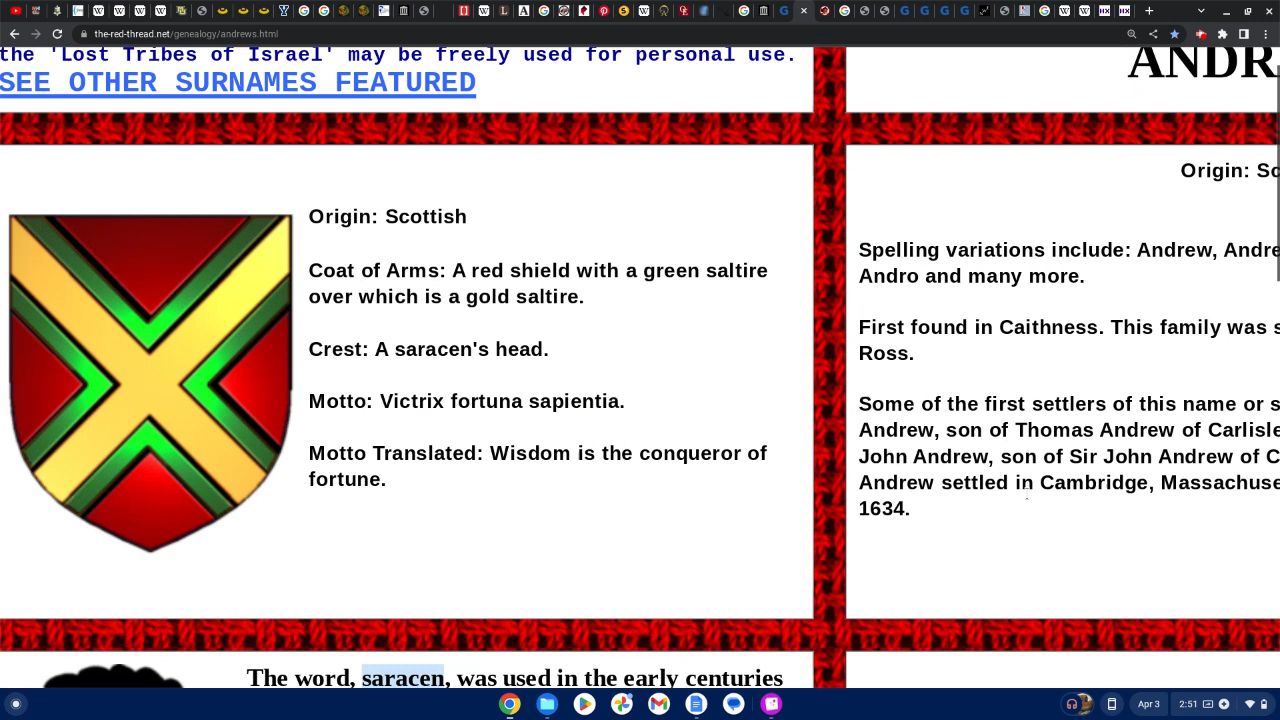 the-red-thread.net/genealogy/andrews.html
the 'Lost Tribes of Israel' may be freely used for personal use.
SEE OTHER SURNAMES FEATURED
ANDR
Origin: Scottish
Coat of Arms: A red shield with a green saltire
over which is a gold saltire.
Crest: A saracen's head.
Motto: Victrix fortuna sapientia.
Motto Translated: Wisdom is the conqueror of
fortune.
Origin: Sc
Spelling variations include: Andrew, Andre
Andro and many more.
First found in Caithness. This family was s
Ross.
Some of the first settlers of this name or s
Andrew, son of Thomas Andrew of Carlisle
John Andrew, son of Sir John Andrew of C
Andrew settled in Cambridge, Massachuse
1634.
The word, saracen, was used in the early centuries
Apr 3
2:51